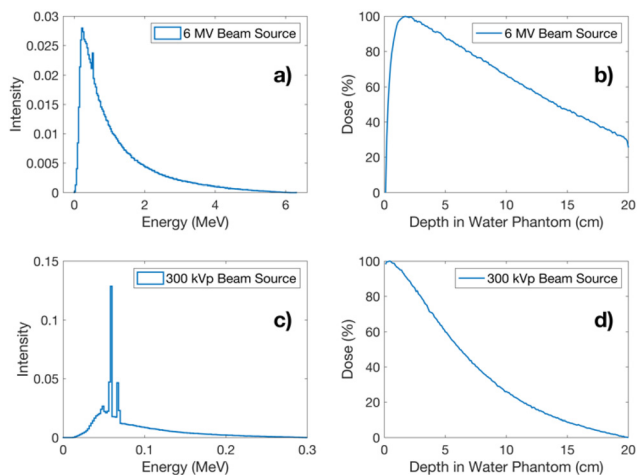 0.03
0.025
0.02
0.015
0.01
0.005
0
Intensity
6 MV Beam Source
a)
0 2 4 6
Energy (MeV)
100
80
60
40
20
0
Dose (%)
6 MV Beam Source
b)
0 5 10 15 20
Depth in Water Phantom (cm)
0.15
0.1
0.05
0
Intensity
300 kVp Beam Source
c)
0 0.1 0.2 0.3
Energy (MeV)
100
80
60
40
20
0
Dose (%)
300 kVp Beam Source
d)
0 5 10 15 20
Depth in Water Phantom (cm)